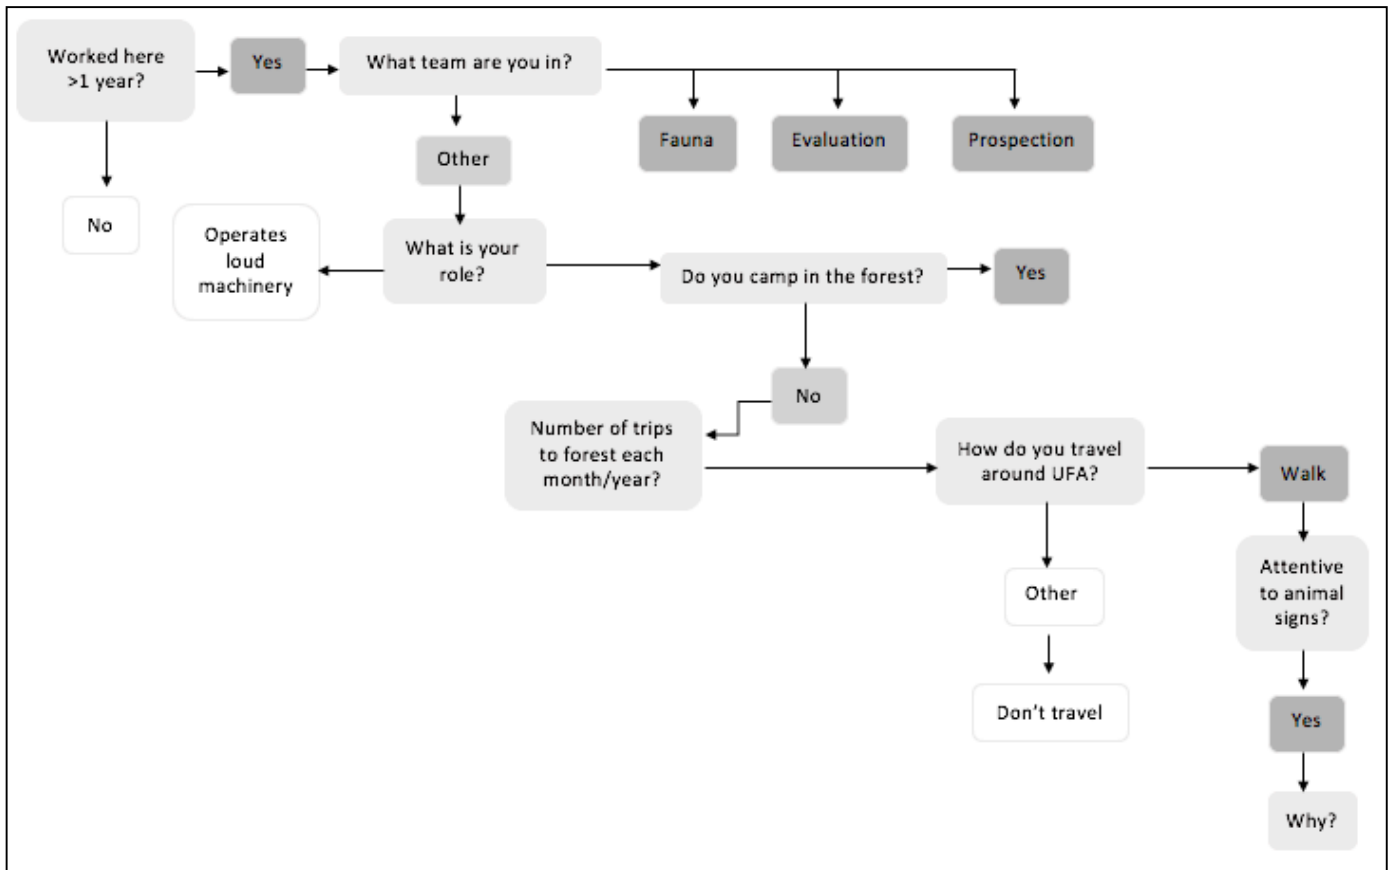 Worked here
>1 year?
Yes
What team are you in?
Fauna
Evaluation
Prospection
Other
No
Operates
loud
machinery
What is your
role?
Do you camp in the forest?
Yes
No
Number of trips
to forest each
month/year?
How do you travel
around UFA?
Walk
Other
Attentive
to animal
signs?
Don't travel
Yes
Why?